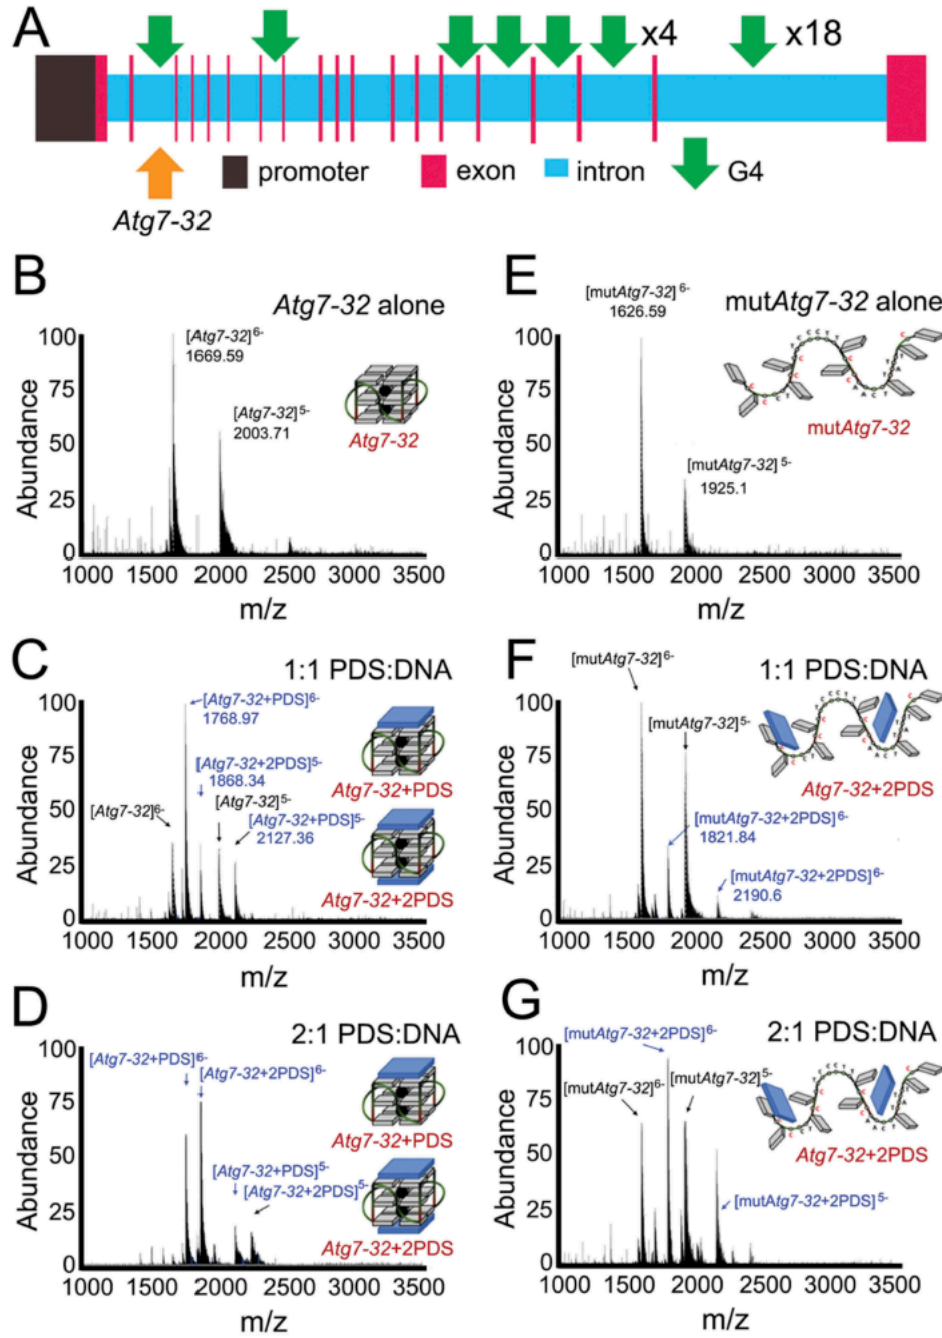 A
x4
x18
promoter
exon
intron
G4
Atg7-32
B
Atg7-32 alone
[Atg7-32]6-
1669.59
[Atg7-32]5-
2003.71
Atg7-32
Abundance
100
75
50
25
0
1000 1500 2000 2500 3000 3500
m/z
E
mutAtg7-32 alone
[mutAtg7-32]6-
1626.59
[mutAtg7-32]5-
1925.1
mutAtg7-32
Abundance
100
75
50
25
0
1000 1500 2000 2500 3000 3500
m/z
C
1:1 PDS:DNA
[Atg7-32+PDS]6-
1768.97
[Atg7-32+2PDS]5-
1868.34
[Atg7-32]6-
[Atg7-32]5-
[Atg7-32+PDS]5-
2127.36
Atg7-32+PDS
Atg7-32+2PDS
Abundance
100
75
50
25
0
1000 1500 2000 2500 3000 3500
m/z
F
1:1 PDS:DNA
[mutAtg7-32]6-
[mutAtg7-32]5-
[mutAtg7-32+2PDS]6-
1821.84
[mutAtg7-32+2PDS]6-
2190.6
Atg7-32+2PDS
Abundance
100
75
50
25
0
1000 1500 2000 2500 3000 3500
m/z
D
2:1 PDS:DNA
[Atg7-32+PDS]6-
[Atg7-32+2PDS]6-
[Atg7-32+PDS]5-
[Atg7-32+2PDS]5-
Atg7-32+PDS
Atg7-32+2PDS
Abundance
100
75
50
25
0
1000 1500 2000 2500 3000 3500
m/z
G
2:1 PDS:DNA
[mutAtg7-32+2PDS]6-
[mutAtg7-32]6-
[mutAtg7-32]5-
[mutAtg7-32+2PDS]5-
Atg7-32+2PDS
Abundance
100
75
50
25
0
1000 1500 2000 2500 3000 3500
m/z